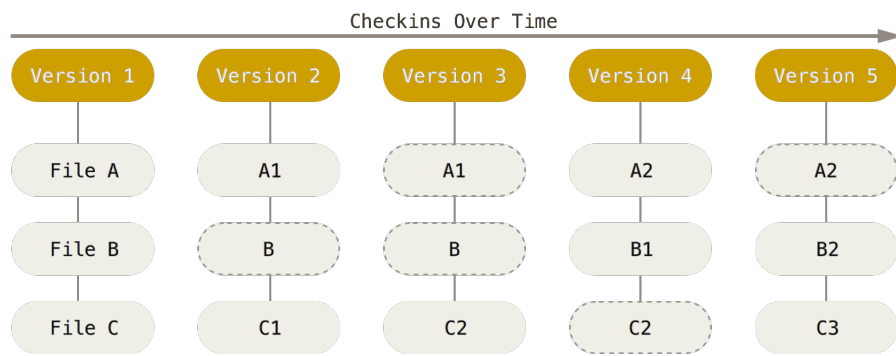 Checkins Over Time
Version 1 Version 2 Version 3 Version 4 Version 5
File A A1 A1 A2 A2
File B B B B1 B2
File C C1 C2 C2 C3